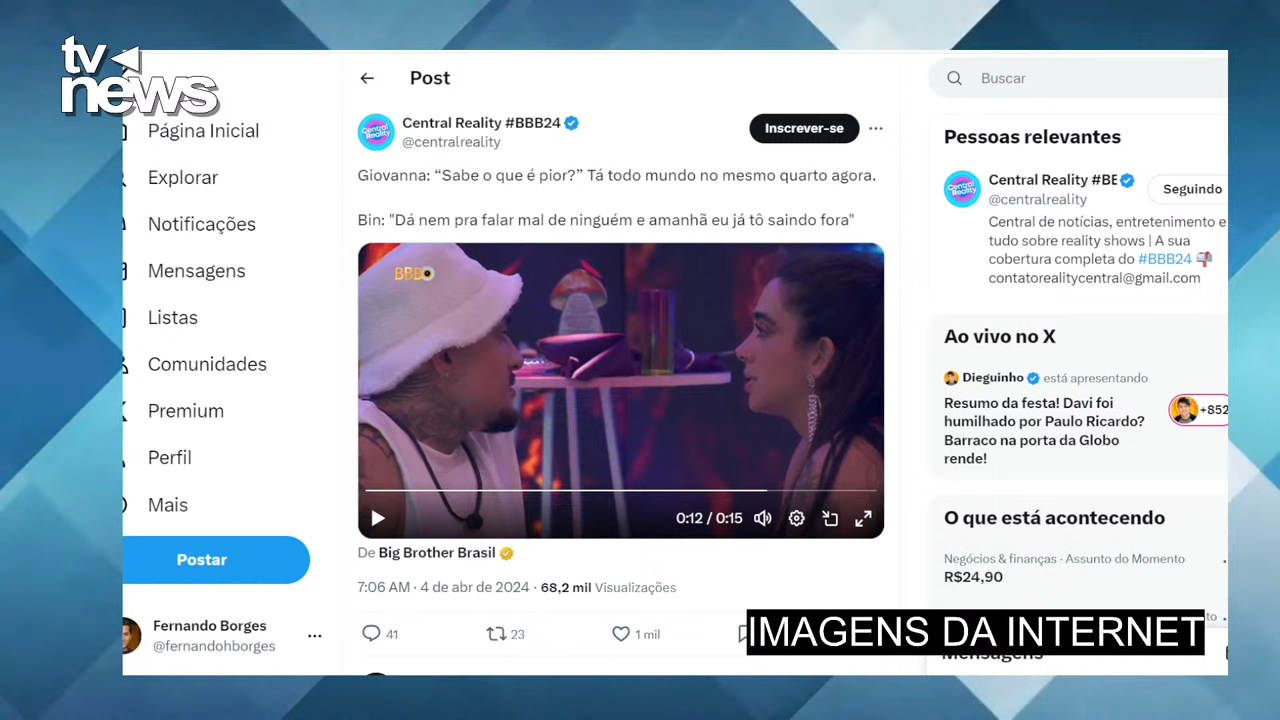 tv
news
Página Inicial
Explorar
Notificações
Mensagens
Listas
Comunidades
Premium
Perfil
Mais
Postar
Fernando Borges
@fernandohborges
Post
Central Reality #BBB24
@centralreality
Inscrever-se
Giovanna: “Sabe o que é pior?” Tá todo mundo no mesmo quarto agora.
Bin: "Dá nem pra falar mal de ninguém e amanhã eu já tô saindo fora"
BBB
0:12 / 0:15
De Big Brother Brasil
7:06 AM · 4 de abr de 2024 · 68,2 mil Visualizações
41
23
1 mil
Buscar
Pessoas relevantes
Central Reality #BE
@centralreality
Seguindo
Central de notícias, entretenimento e
tudo sobre reality shows | A sua
cobertura completa do #BBB24
contatorealitycentral@gmail.com
Ao vivo no X
Dieguinho está apresentando
Resumo da festa! Davi foi
humilhado por Paulo Ricardo?
Barraco na porta da Globo
rende!
+852
O que está acontecendo
Negócios & finanças · Assunto do Momento
R$24,90
IMAGENS DA INTERNET
Mensagens